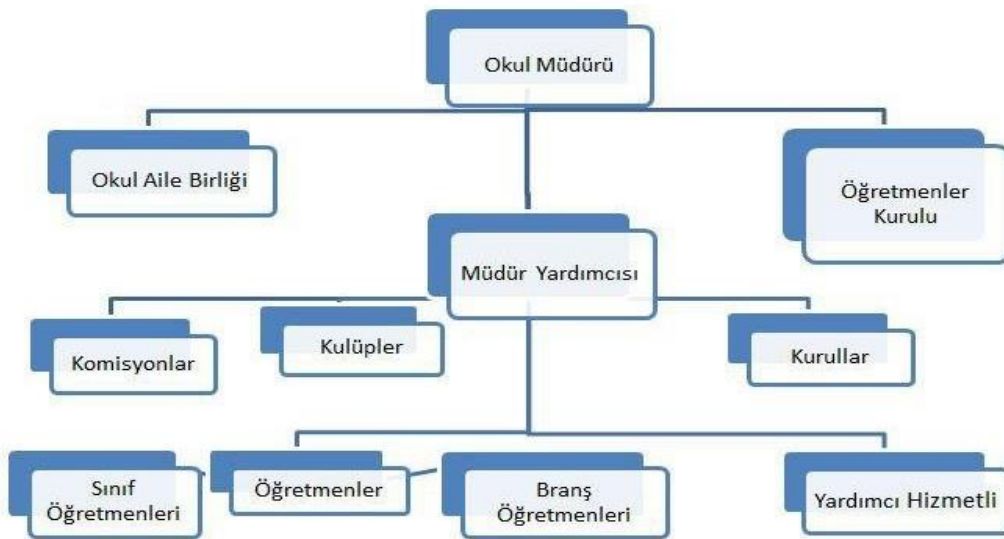 Okul Müdürü
Okul Aile Birliği
Öğretmenler
Kurulu
Müdür Yardımcısı
Komisyonlar
Kulüpler
Kurullar
Sınıf
Öğretmenleri
Öğretmenler
Branş
Öğretmenleri
Yardımcı Hizmetli